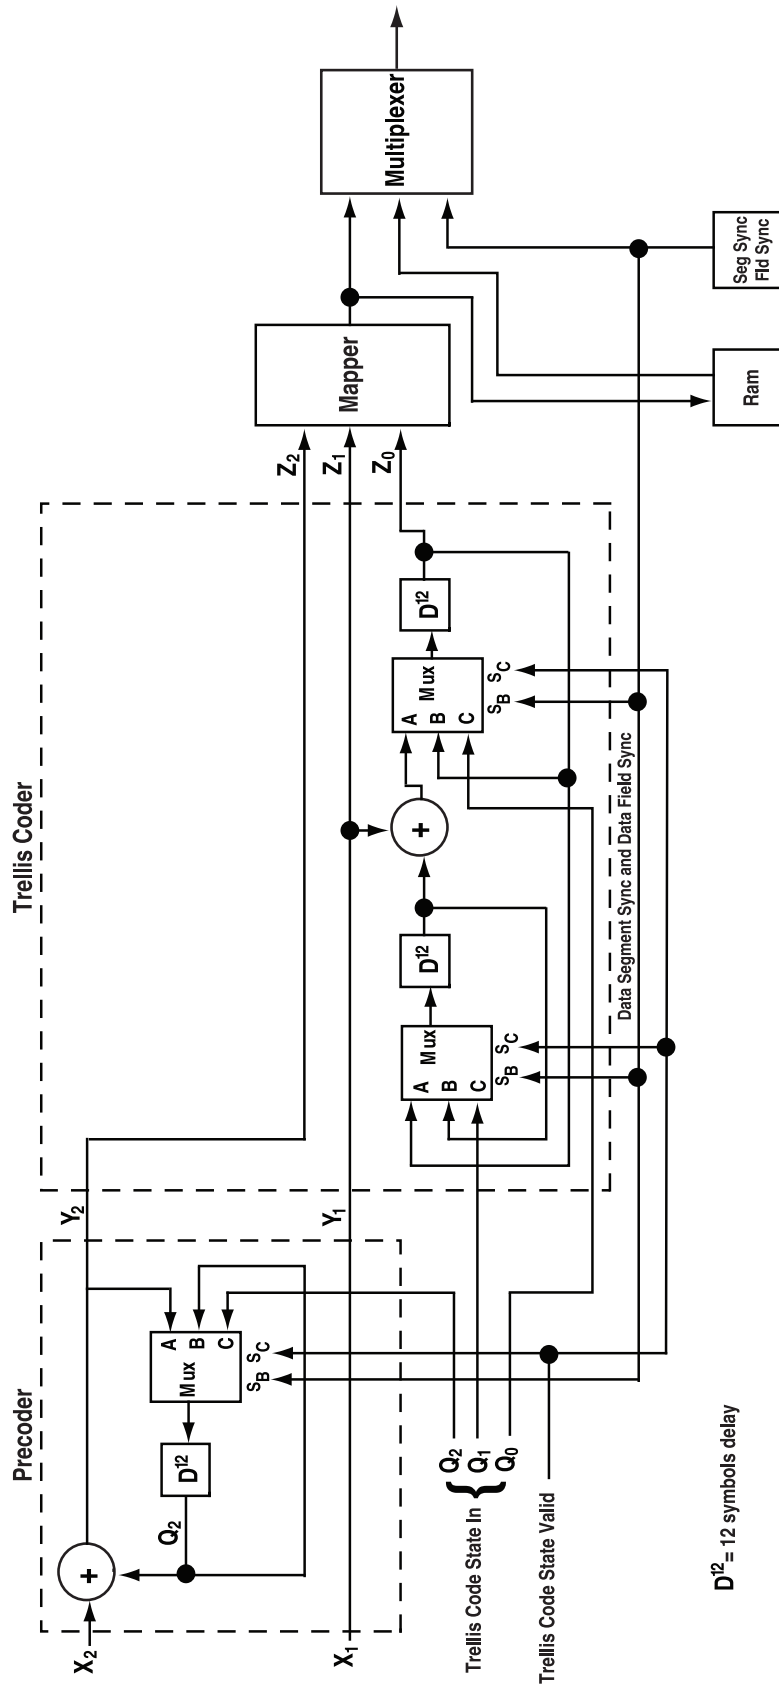 Precoder
X2
+
Q2
D12
Mux
A
B
C
SB
SC
X1
Y2
Y1
Trellis Coder
Mux
A
B
C
SB
SC
D12
+
Mux
A
B
C
SB
SC
D12
Z2
Z1
Z0
Mapper
Multiplexer
Data Segment Sync and Data Field Sync
Ram
Seg Sync
Fld Sync
Trellis Code State In
Q2
Q1
Q0
Trellis Code State Valid
D12 = 12 symbols delay